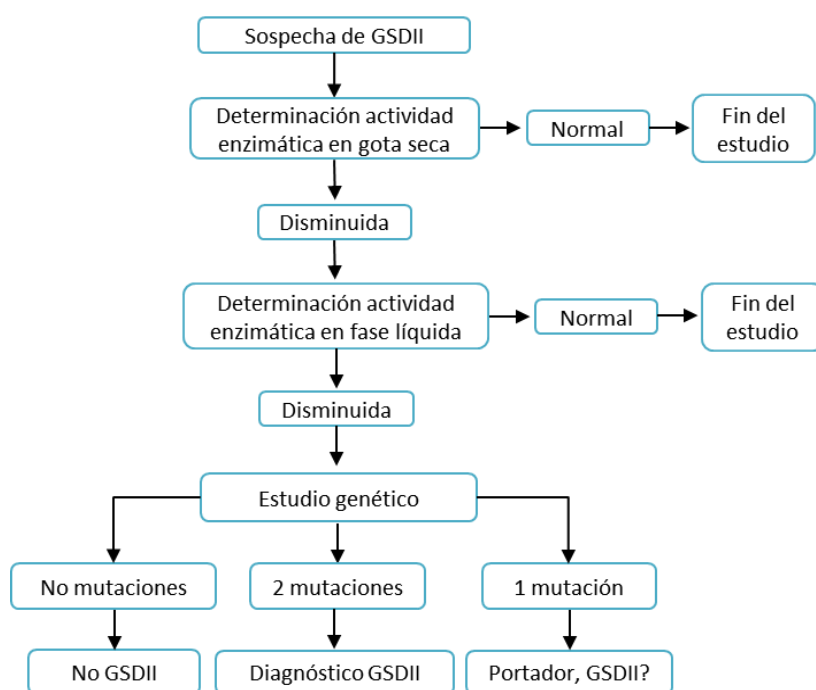 Sospecha de GSDII
Determinación actividad
enzimática en gota seca
Normal
Fin del
estudio
Disminuida
Determinación actividad
enzimática en fase líquida
Normal
Fin del
estudio
Disminuida
Estudio genético
No mutaciones
2 mutaciones
1 mutación
No GSDII
Diagnóstico GSDII
Portador, GSDII?